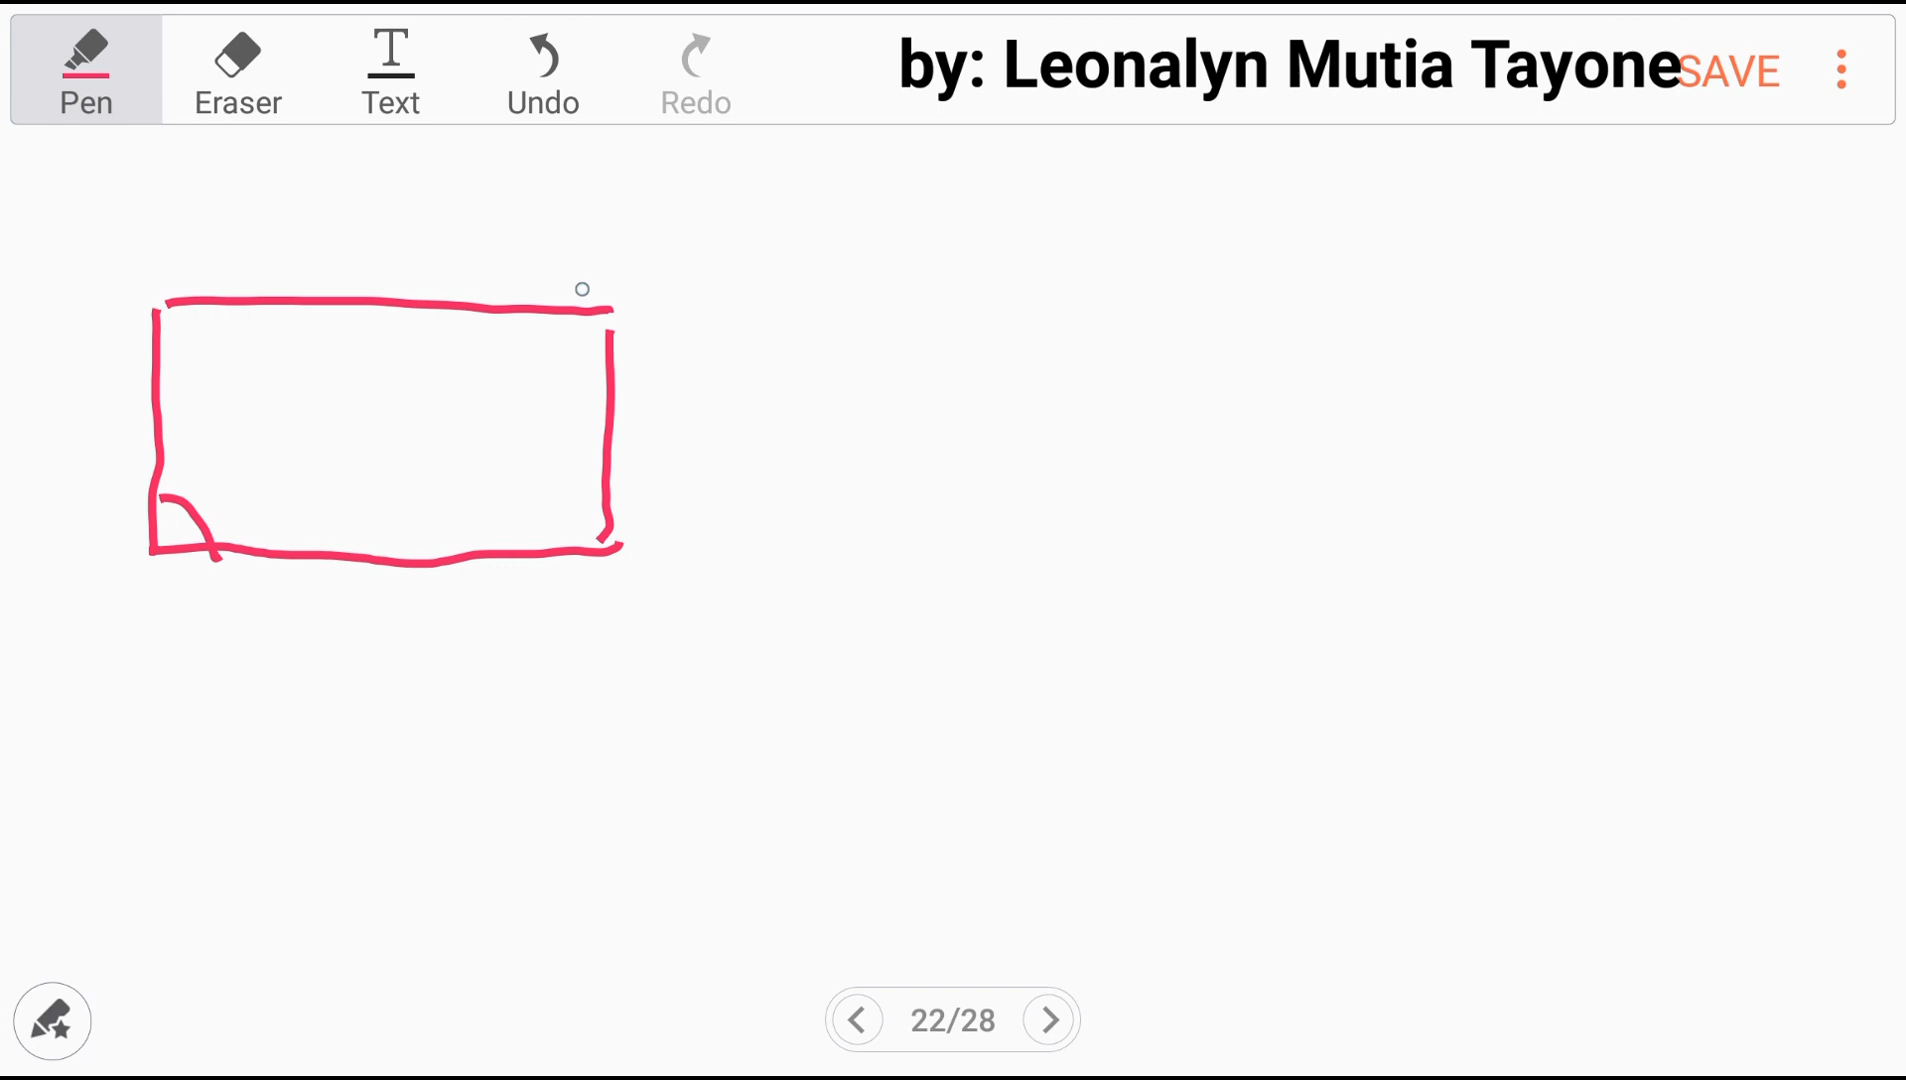 Pen
Eraser
Text
Undo
Redo
by: Leonalyn Mutia Tayone
SAVE
22/28